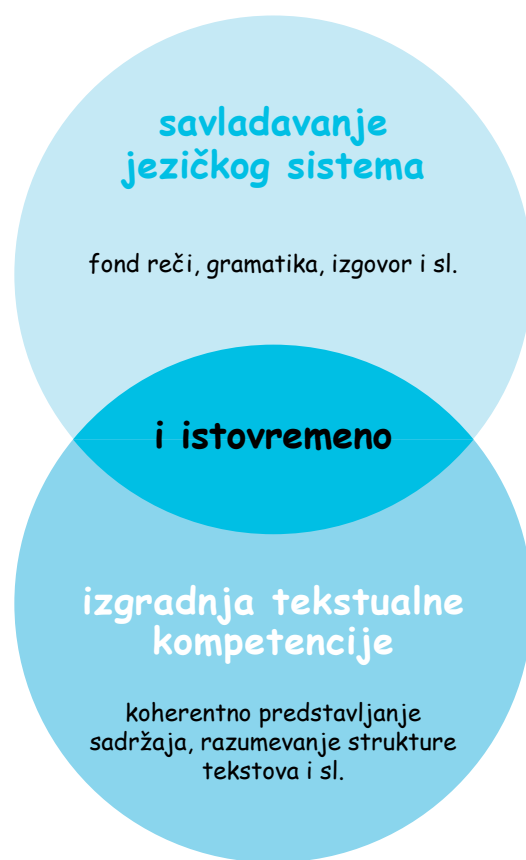 savladavanje
jezičkog sistema
fond reči, gramatika, izgovor i sl.
i istovremeno
izgradnja tekstualne
kompetencije
koherentno predstavljanje
sadržaja, razumevanje strukture
tekstova i sl.